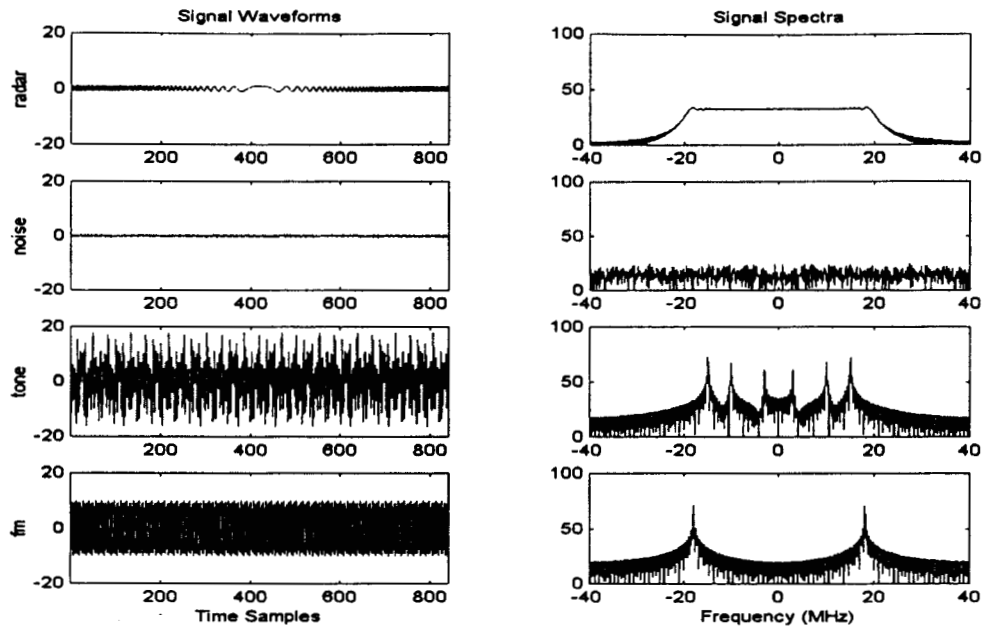 Signal Waveforms
20
0
-20
radar
200 400 600 800
20
0
-20
noise
200 400 600 800
20
0
-20
tone
200 400 600 800
20
0
-20
fm
200 400 600 800
Time Samples
Signal Spectra
100
50
0
-40 -20 0 20 40
100
50
0
-40 -20 0 20 40
100
50
0
-40 -20 0 20 40
100
50
0
-40 -20 0 20 40
Frequency (MHz)